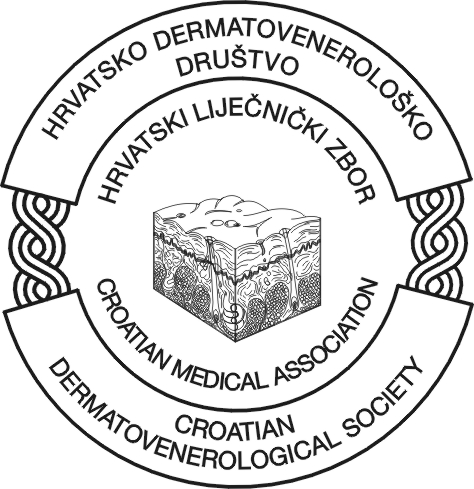 HRVATSKO DERMATOVENEROLOŠKO
DRUŠTVO
HRVATSKI LIJEČNIČKI ZBOR
CROATIAN MEDICAL ASSOCIATION
CROATIAN
DERMATOVENEROLOGICAL SOCIETY